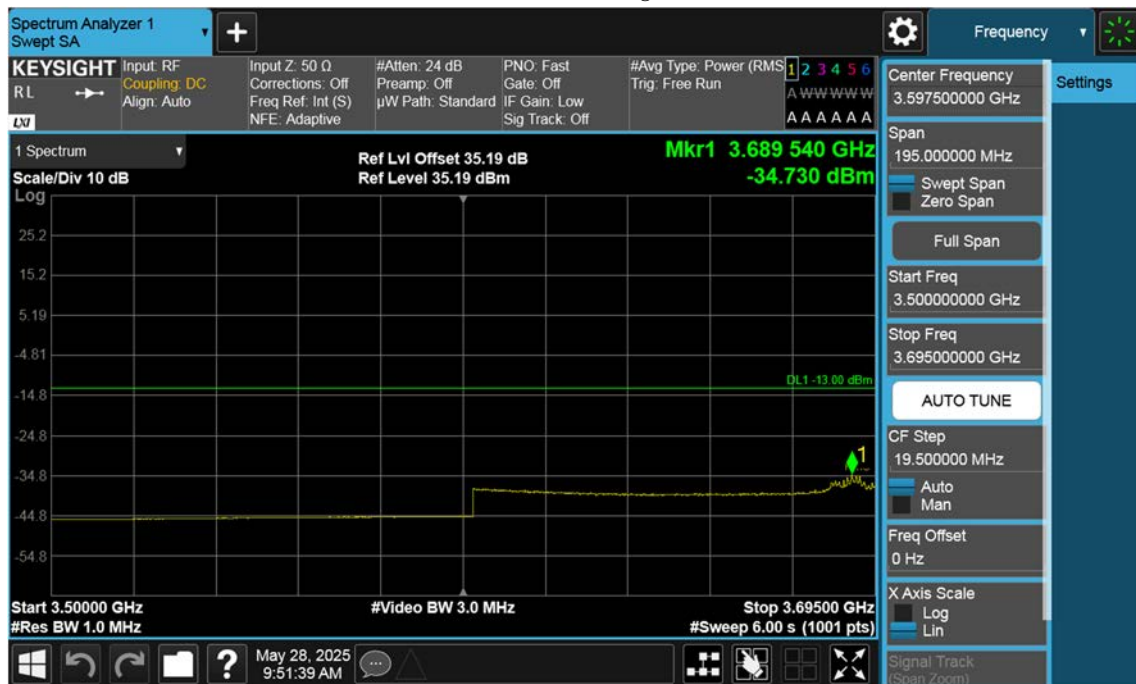 Spectrum Analyzer 1
Swept SA
Frequency
KEYSIGHT
RL
LXI
Input: RF
Coupling: DC
Align: Auto
Input Z: 50 Ω
Corrections: Off
Freq Ref: Int (S)
NFE: Adaptive
#Atten: 24 dB
Preamp: Off
µW Path: Standard
PNO: Fast
Gate: Off
IF Gain: Low
Sig Track: Off
#Avg Type: Power (RMS
Trig: Free Run
1 2 3 4 5 6
A W W W W W
A A A A A A
1 Spectrum
Scale/Div 10 dB
Log
Ref Lvl Offset 35.19 dB
Ref Level 35.19 dBm
Mkr1 3.689 540 GHz
-34.730 dBm
25.2
15.2
5.19
-4.81
-14.8
-24.8
-34.8
-44.8
-54.8
DL1 -13.00 dBm
1
Start 3.50000 GHz
#Res BW 1.0 MHz
#Video BW 3.0 MHz
Stop 3.69500 GHz
#Sweep 6.00 s (1001 pts)
May 28, 2025
9:51:39 AM
Center Frequency
3.597500000 GHz
Span
195.000000 MHz
Swept Span
Zero Span
Full Span
Start Freq
3.500000000 GHz
Stop Freq
3.695000000 GHz
AUTO TUNE
CF Step
19.500000 MHz
Auto
Man
Freq Offset
0 Hz
X Axis Scale
Log
Lin
Signal Track
(Span Zoom)
Settings